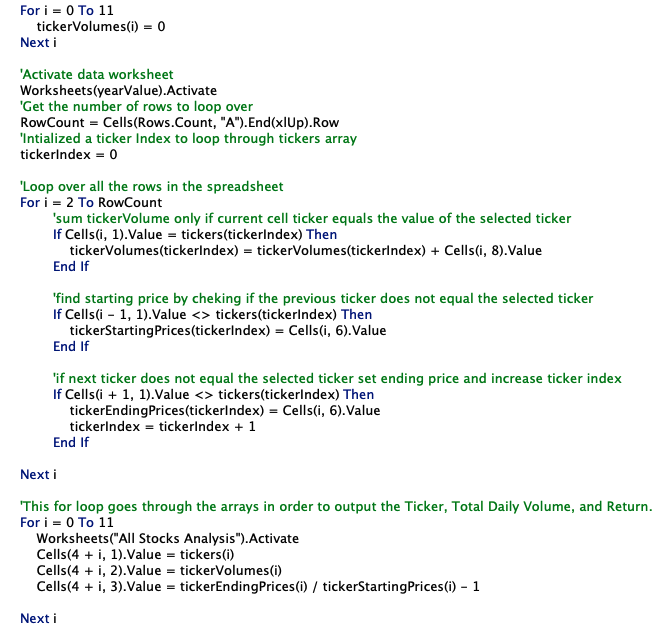 For i = 0 To 11
tickerVolumes(i) = 0
Next i
'Activate data worksheet
Worksheets(yearValue).Activate
'Get the number of rows to loop over
RowCount = Cells(Rows.Count, "A").End(xlUp).Row
'Intialized a ticker Index to loop through tickers array
tickerIndex = 0
'Loop over all the rows in the spreadsheet
For i = 2 To RowCount
'sum tickerVolume only if current cell ticker equals the value of the selected ticker
If Cells(i, 1).Value = tickers(tickerIndex) Then
tickerVolumes(tickerIndex) = tickerVolumes(tickerIndex) + Cells(i, 8).Value
End If
'find starting price by cheking if the previous ticker does not equal the selected ticker
If Cells(i - 1, 1).Value <> tickers(tickerIndex) Then
tickerStartingPrices(tickerIndex) = Cells(i, 6).Value
End If
'if next ticker does not equal the selected ticker set ending price and increase ticker index
If Cells(i + 1, 1).Value <> tickers(tickerIndex) Then
tickerEndingPrices(tickerIndex) = Cells(i, 6).Value
tickerIndex = tickerIndex + 1
End If
Next i
'This for loop goes through the arrays in order to output the Ticker, Total Daily Volume, and Return.
For i = 0 To 11
Worksheets("All Stocks Analysis").Activate
Cells(4 + i, 1).Value = tickers(i)
Cells(4 + i, 2).Value = tickerVolumes(i)
Cells(4 + i, 3).Value = tickerEndingPrices(i) / tickerStartingPrices(i) - 1
Next i